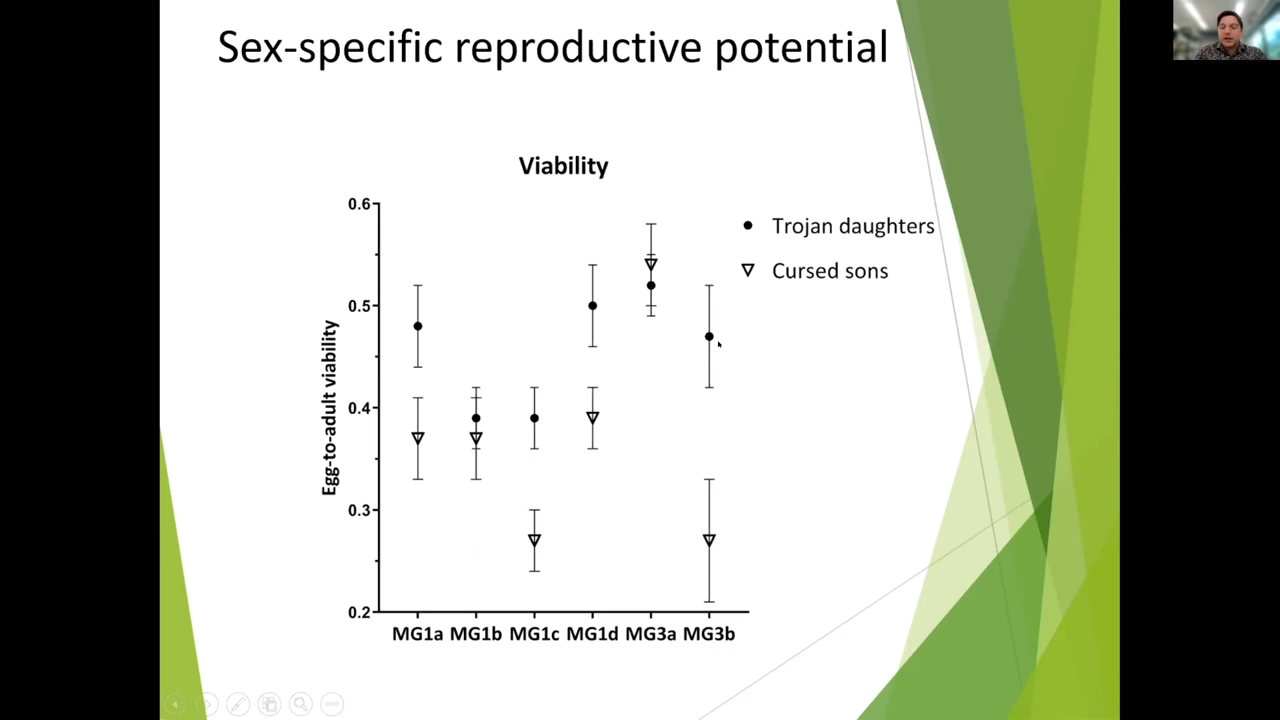 Sex-specific reproductive potential
Viability
Trojan daughters
Cursed sons
Egg-to-adult viability
0.6
0.5
0.4
0.3
0.2
MG1a MG1b MG1c MG1d MG3a MG3b